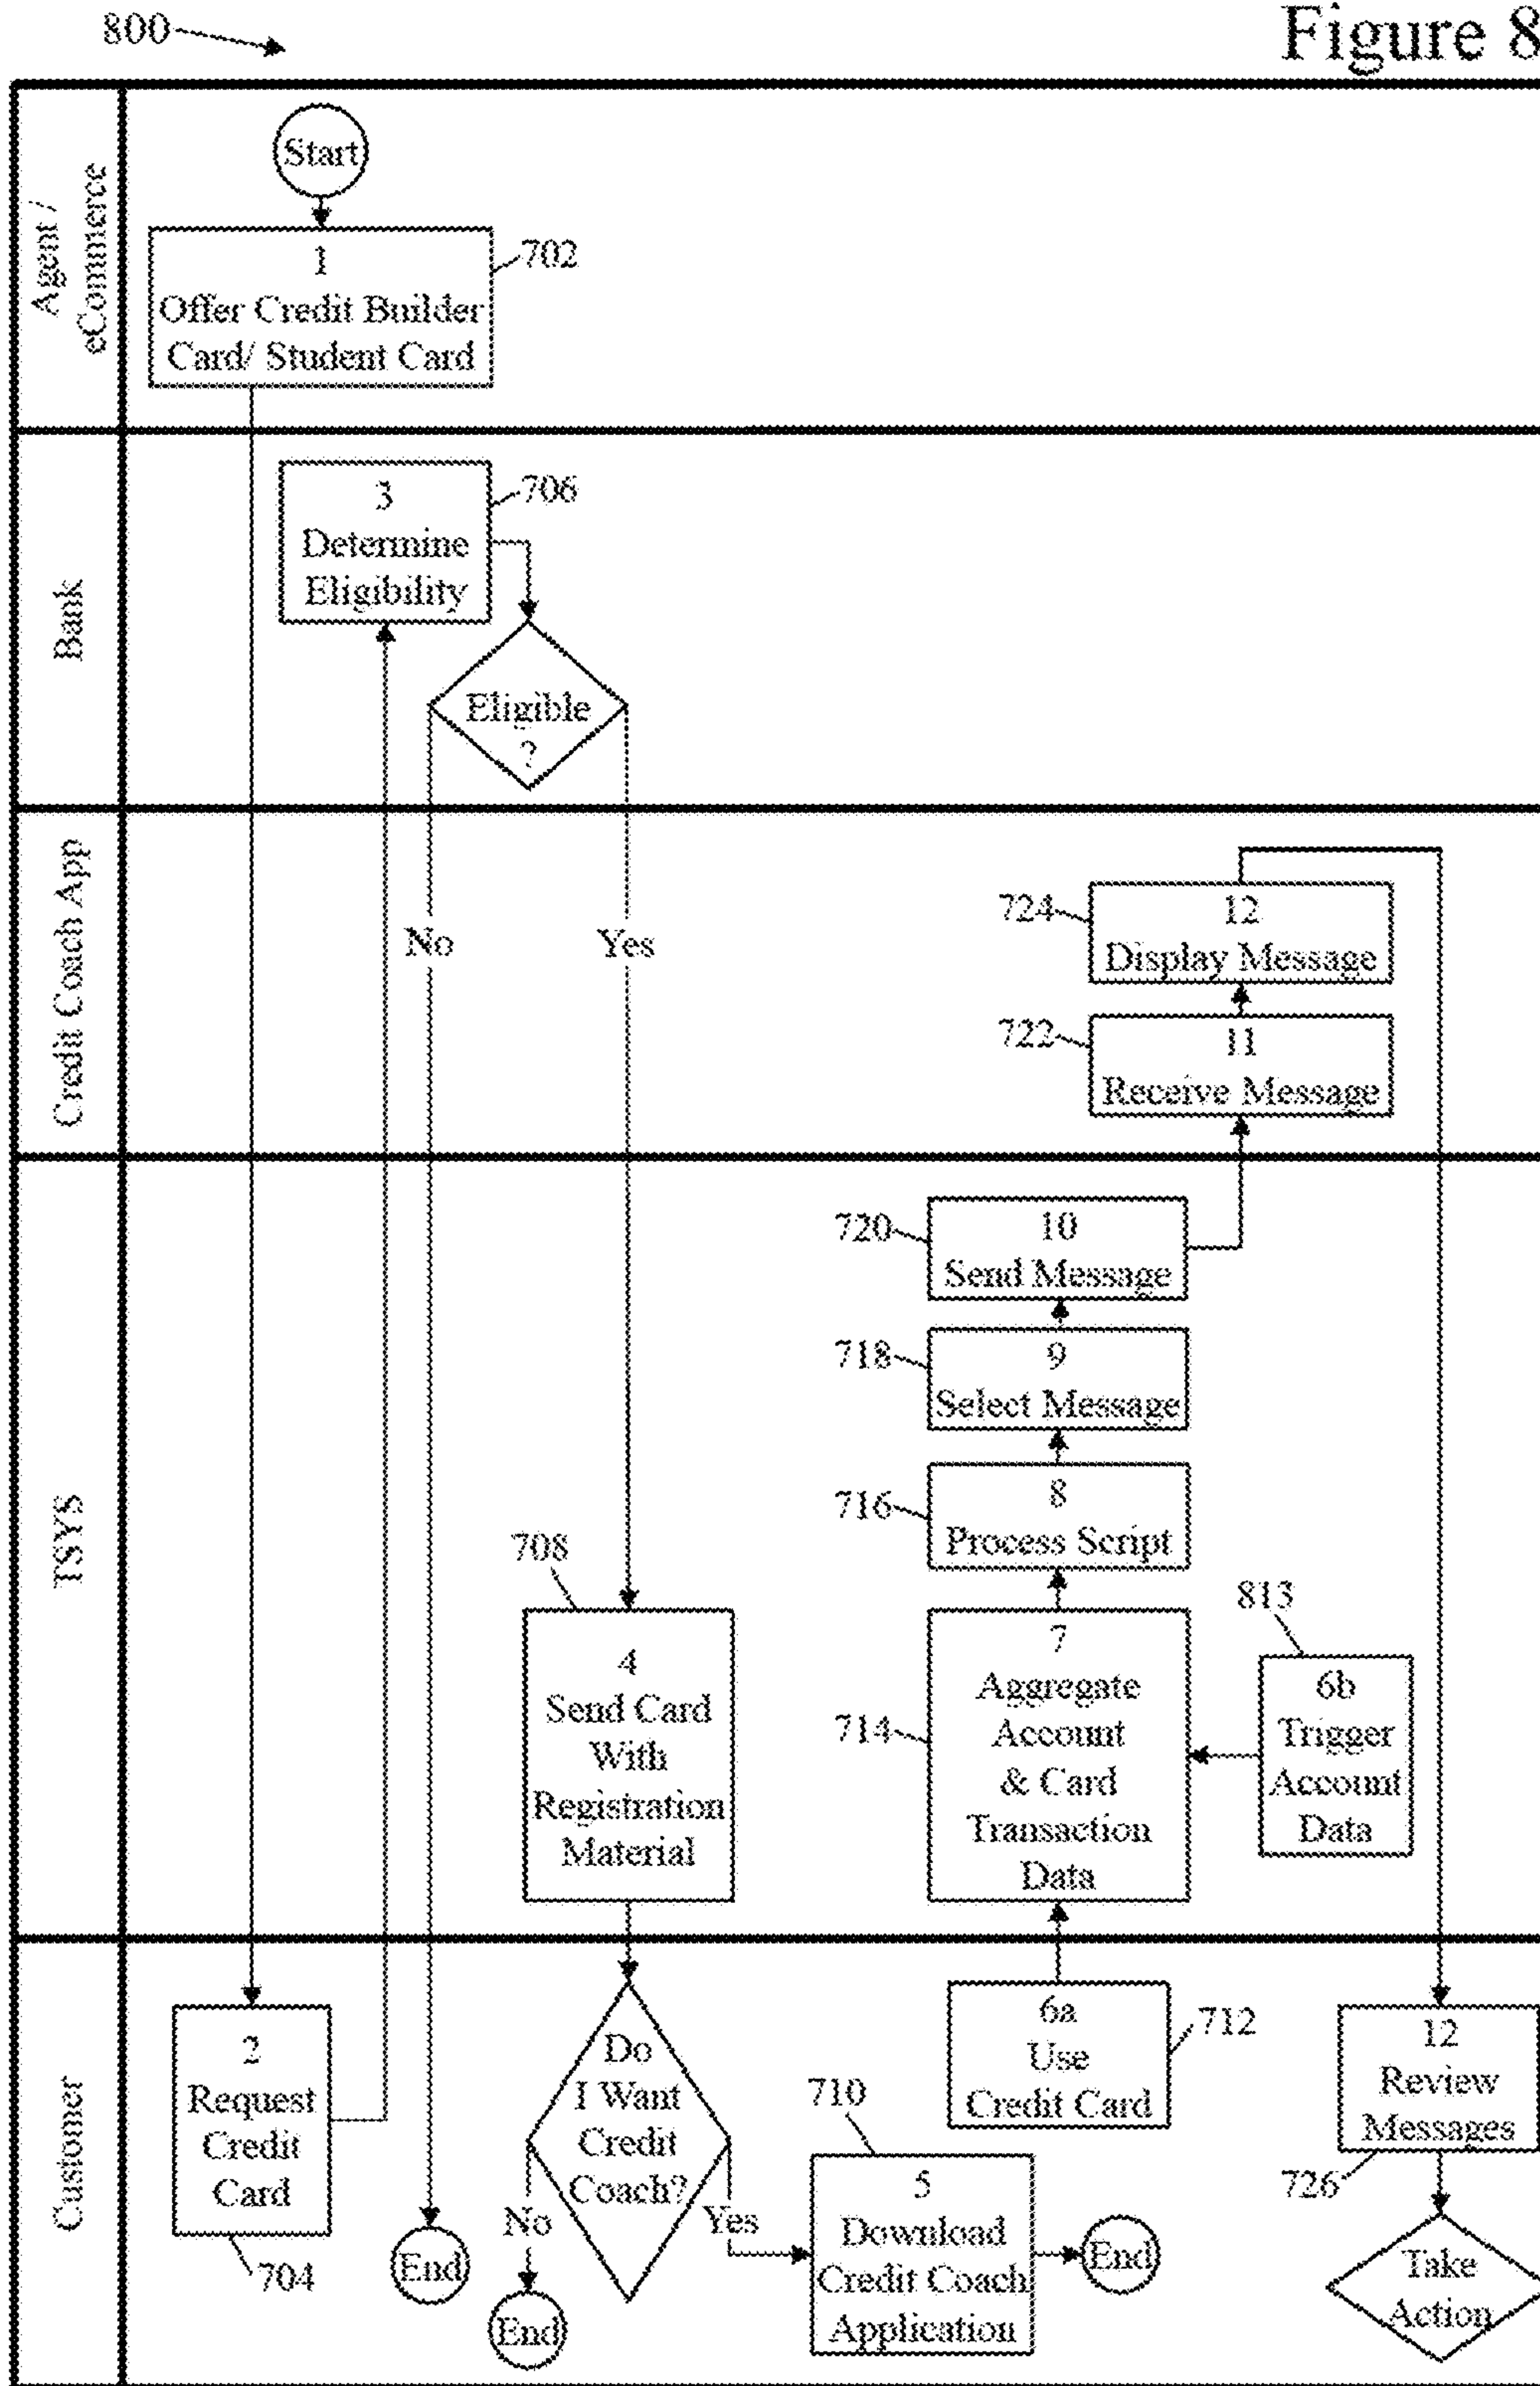 800
Figure 8
Agent /
eCommerce
Start
1
Offer Credit Builder
Card/ Student Card
702
Bank
3
Determine
Eligibility
706
Eligible
?
Credit Coach App
No
Yes
724
12
Display Message
722
11
Receive Message
TSYS
720
10
Send Message
718
9
Select Message
716
8
Process Script
708
4
Send Card
With
Registration
Material
714
7
Aggregate
Account
& Card
Transaction
Data
813
6b
Trigger
Account
Data
Customer
2
Request
Credit
Card
704
End
Do
I Want
Credit
Coach?
No
End
Yes
710
5
Download
Credit Coach
Application
End
6a
Use
Credit Card
712
12
Review
Messages
726
Take
Action